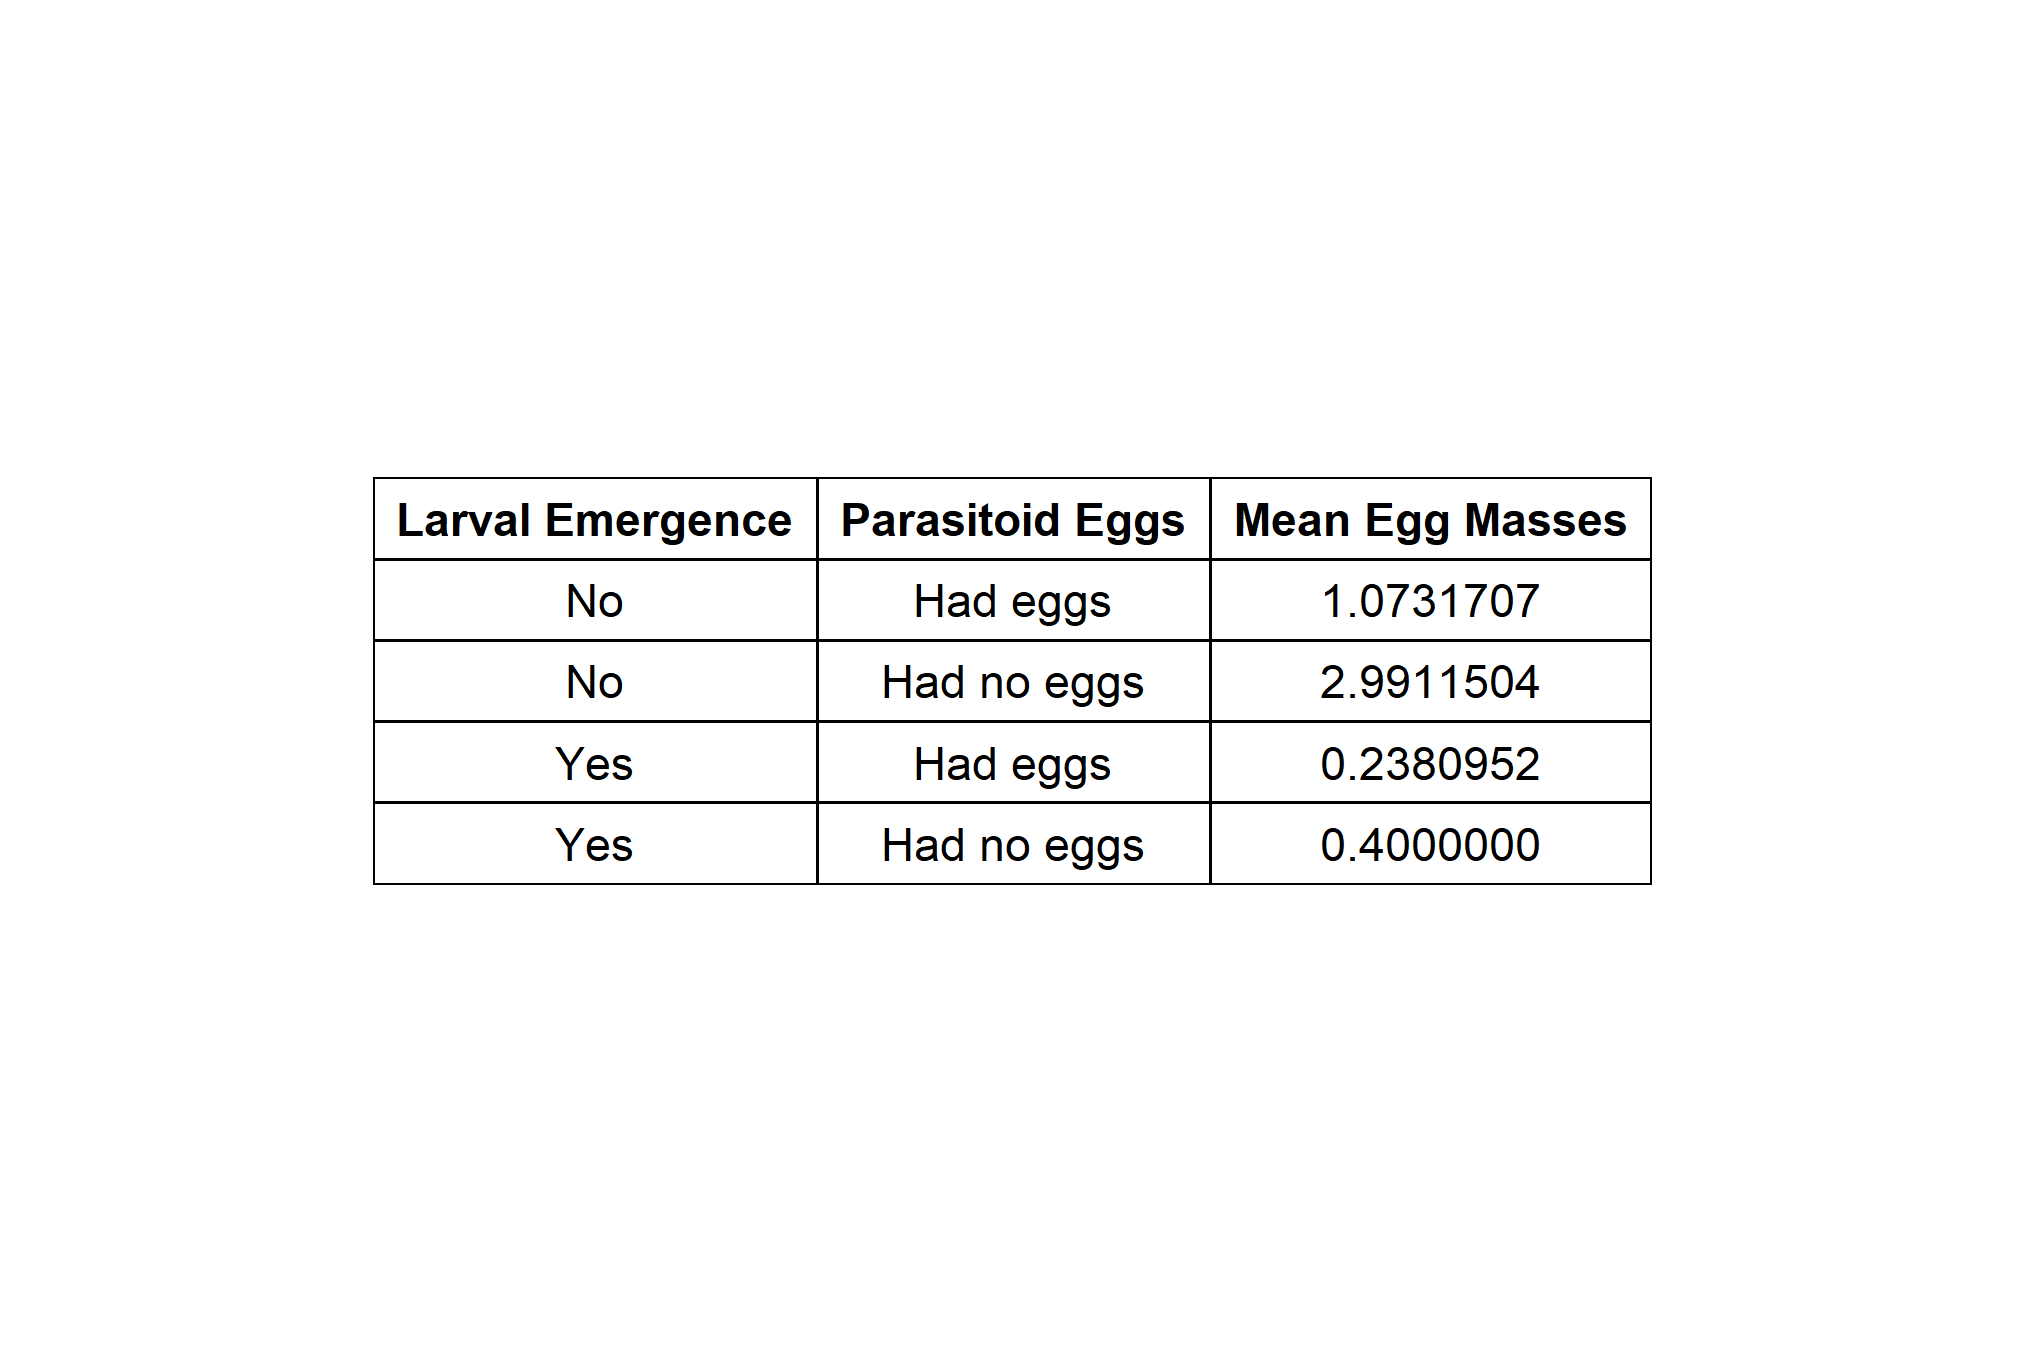 Larval Emergence Parasitoid Eggs Mean Egg Masses
No Had eggs 1.0731707
No Had no eggs 2.9911504
Yes Had eggs 0.2380952
Yes Had no eggs 0.4000000